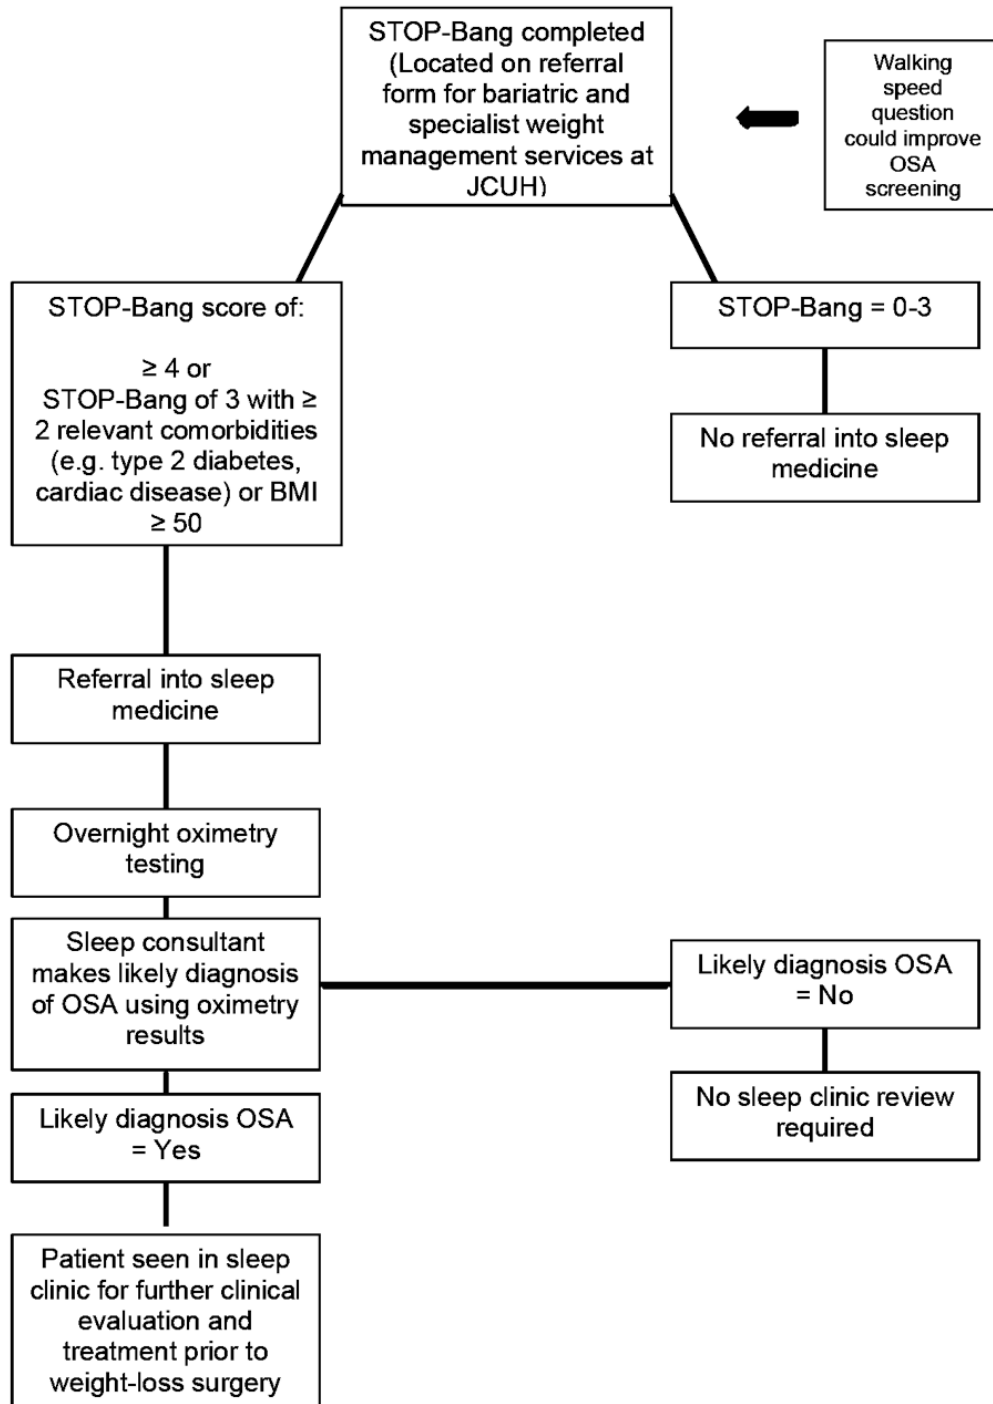 STOP-Bang completed
(Located on referral
form for bariatric and
specialist weight
management services at
JCUH)
Walking
speed
question
could improve
OSA
screening
STOP-Bang score of:
≥ 4 or
STOP-Bang of 3 with ≥
2 relevant comorbidities
(e.g. type 2 diabetes,
cardiac disease) or BMI
≥ 50
STOP-Bang = 0-3
No referral into sleep
medicine
Referral into sleep
medicine
Overnight oximetry
testing
Sleep consultant
makes likely diagnosis
of OSA using oximetry
results
Likely diagnosis OSA
= No
No sleep clinic review
required
Likely diagnosis OSA
= Yes
Patient seen in sleep
clinic for further clinical
evaluation and
treatment prior to
weight-loss surgery